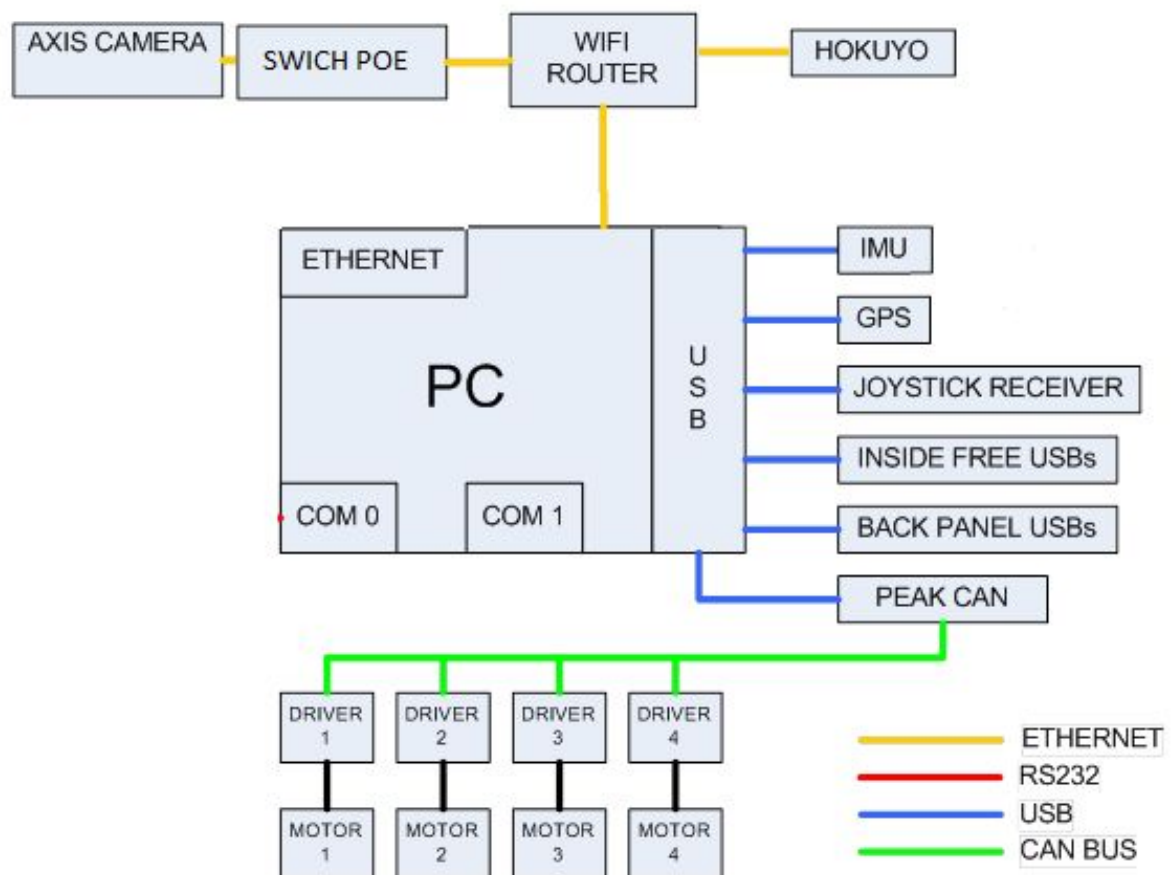 AXIS CAMERA
SWICH POE
WIFI
ROUTER
HOKUYO
ETHERNET
PC
U
S
B
IMU
GPS
JOYSTICK RECEIVER
INSIDE FREE USBs
BACK PANEL USBs
COM 0
COM 1
PEAK CAN
DRIVER
1
DRIVER
2
DRIVER
3
DRIVER
4
MOTOR
1
MOTOR
2
MOTOR
3
MOTOR
4
ETHERNET
RS232
USB
CAN BUS